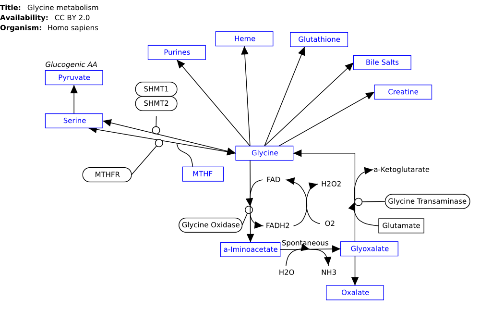 Title: Glycine metabolism
Availability: CC BY 2.0
Organism: Homo sapiens
Heme
Glutathione
Purines
Glucogenic AA
Bile Salts
Pyruvate
SHMT1
Creatine
SHMT2
Serine
Glycine
MTHFR
MTHF
a-Ketoglutarate
FAD
H2O2
Glycine Transaminase
Glycine Oxidase
FADH2
O2
Glutamate
Spontaneous
a-Iminoacetate
Glyoxalate
H2O
NH3
Oxalate